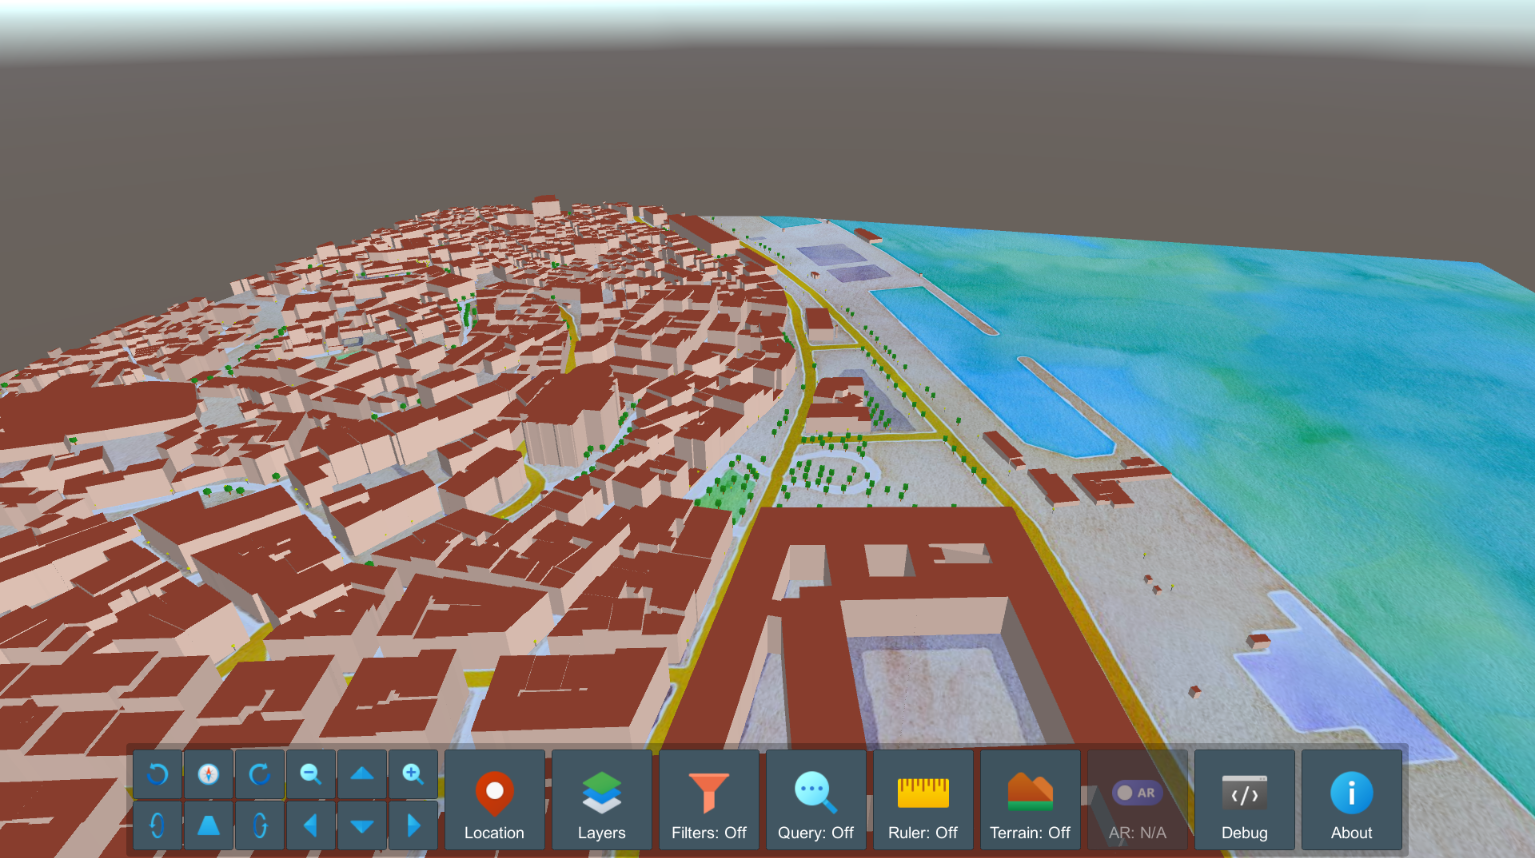 Location
Layers
Filters: Off
Query: Off
Ruler: Off
Terrain: Off
AR
AR: N/A
</>
Debug
i
About